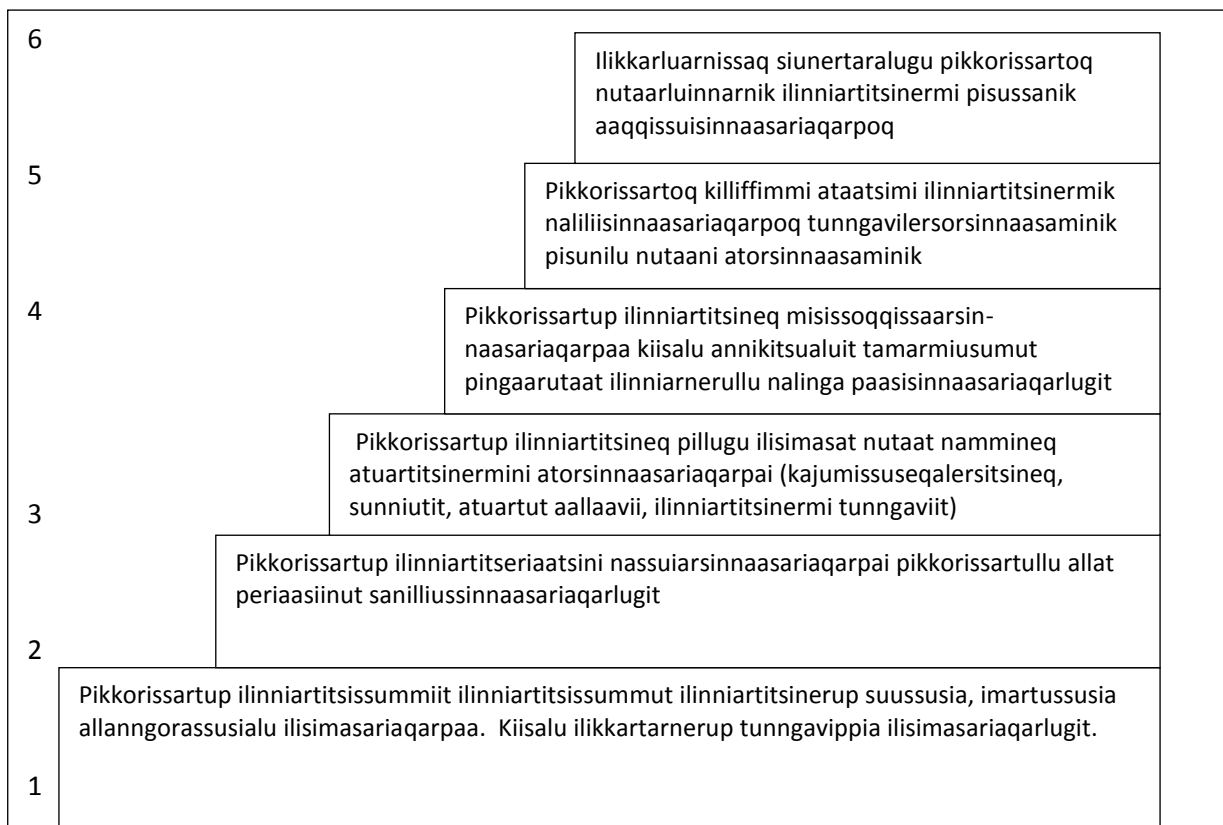 6
Ilikkarluarnissaq siunertaralugu pikkorissartoq
nutaarluinnarnik ilinniartitsinermi pisussanik
aaqqissuisinnaasariaqarpoq
5
Pikkorissartoq killiffimmi ataatsimi ilinniartitsinermik
naliliisinnaasariaqarpoq tunngavilersorsinnaasaminik
pisunilu nutaani atorsinnaasaminik
4
Pikkorissartup ilinniartitsineq misissoqqissaarsin-
naasariaqarpaa kiisalu annikitsualuit tamarmiusumut
pingaarutaat ilinniarnerullu nalinga paasisinnaasariaqarlugit
Pikkorissartup ilinniartitsineq pillugu ilisimasat nutaat nammineq
atuartitsinermini atorsinnaasariaqarpai (kajumissuseqalersitsineq,
sunniutit, atuartut aallaavii, ilinniartitsinermi tunngaviit)
3
Pikkorissartup ilinniartitseriaatsini nassuiarsinnaasariaqarpai pikkorissartullu allat
periaasiinut sanilliussinnaasariaqarlugit
2
Pikkorissartup ilinniartitsissummiit ilinniartitsissummut ilinniartitsinerup suussusia, imartussusia
allanngorassusialu ilisimasariaqarpaa.  Kiisalu ilikkartarnerup tunngavippia ilisimasariaqarlugit.
1